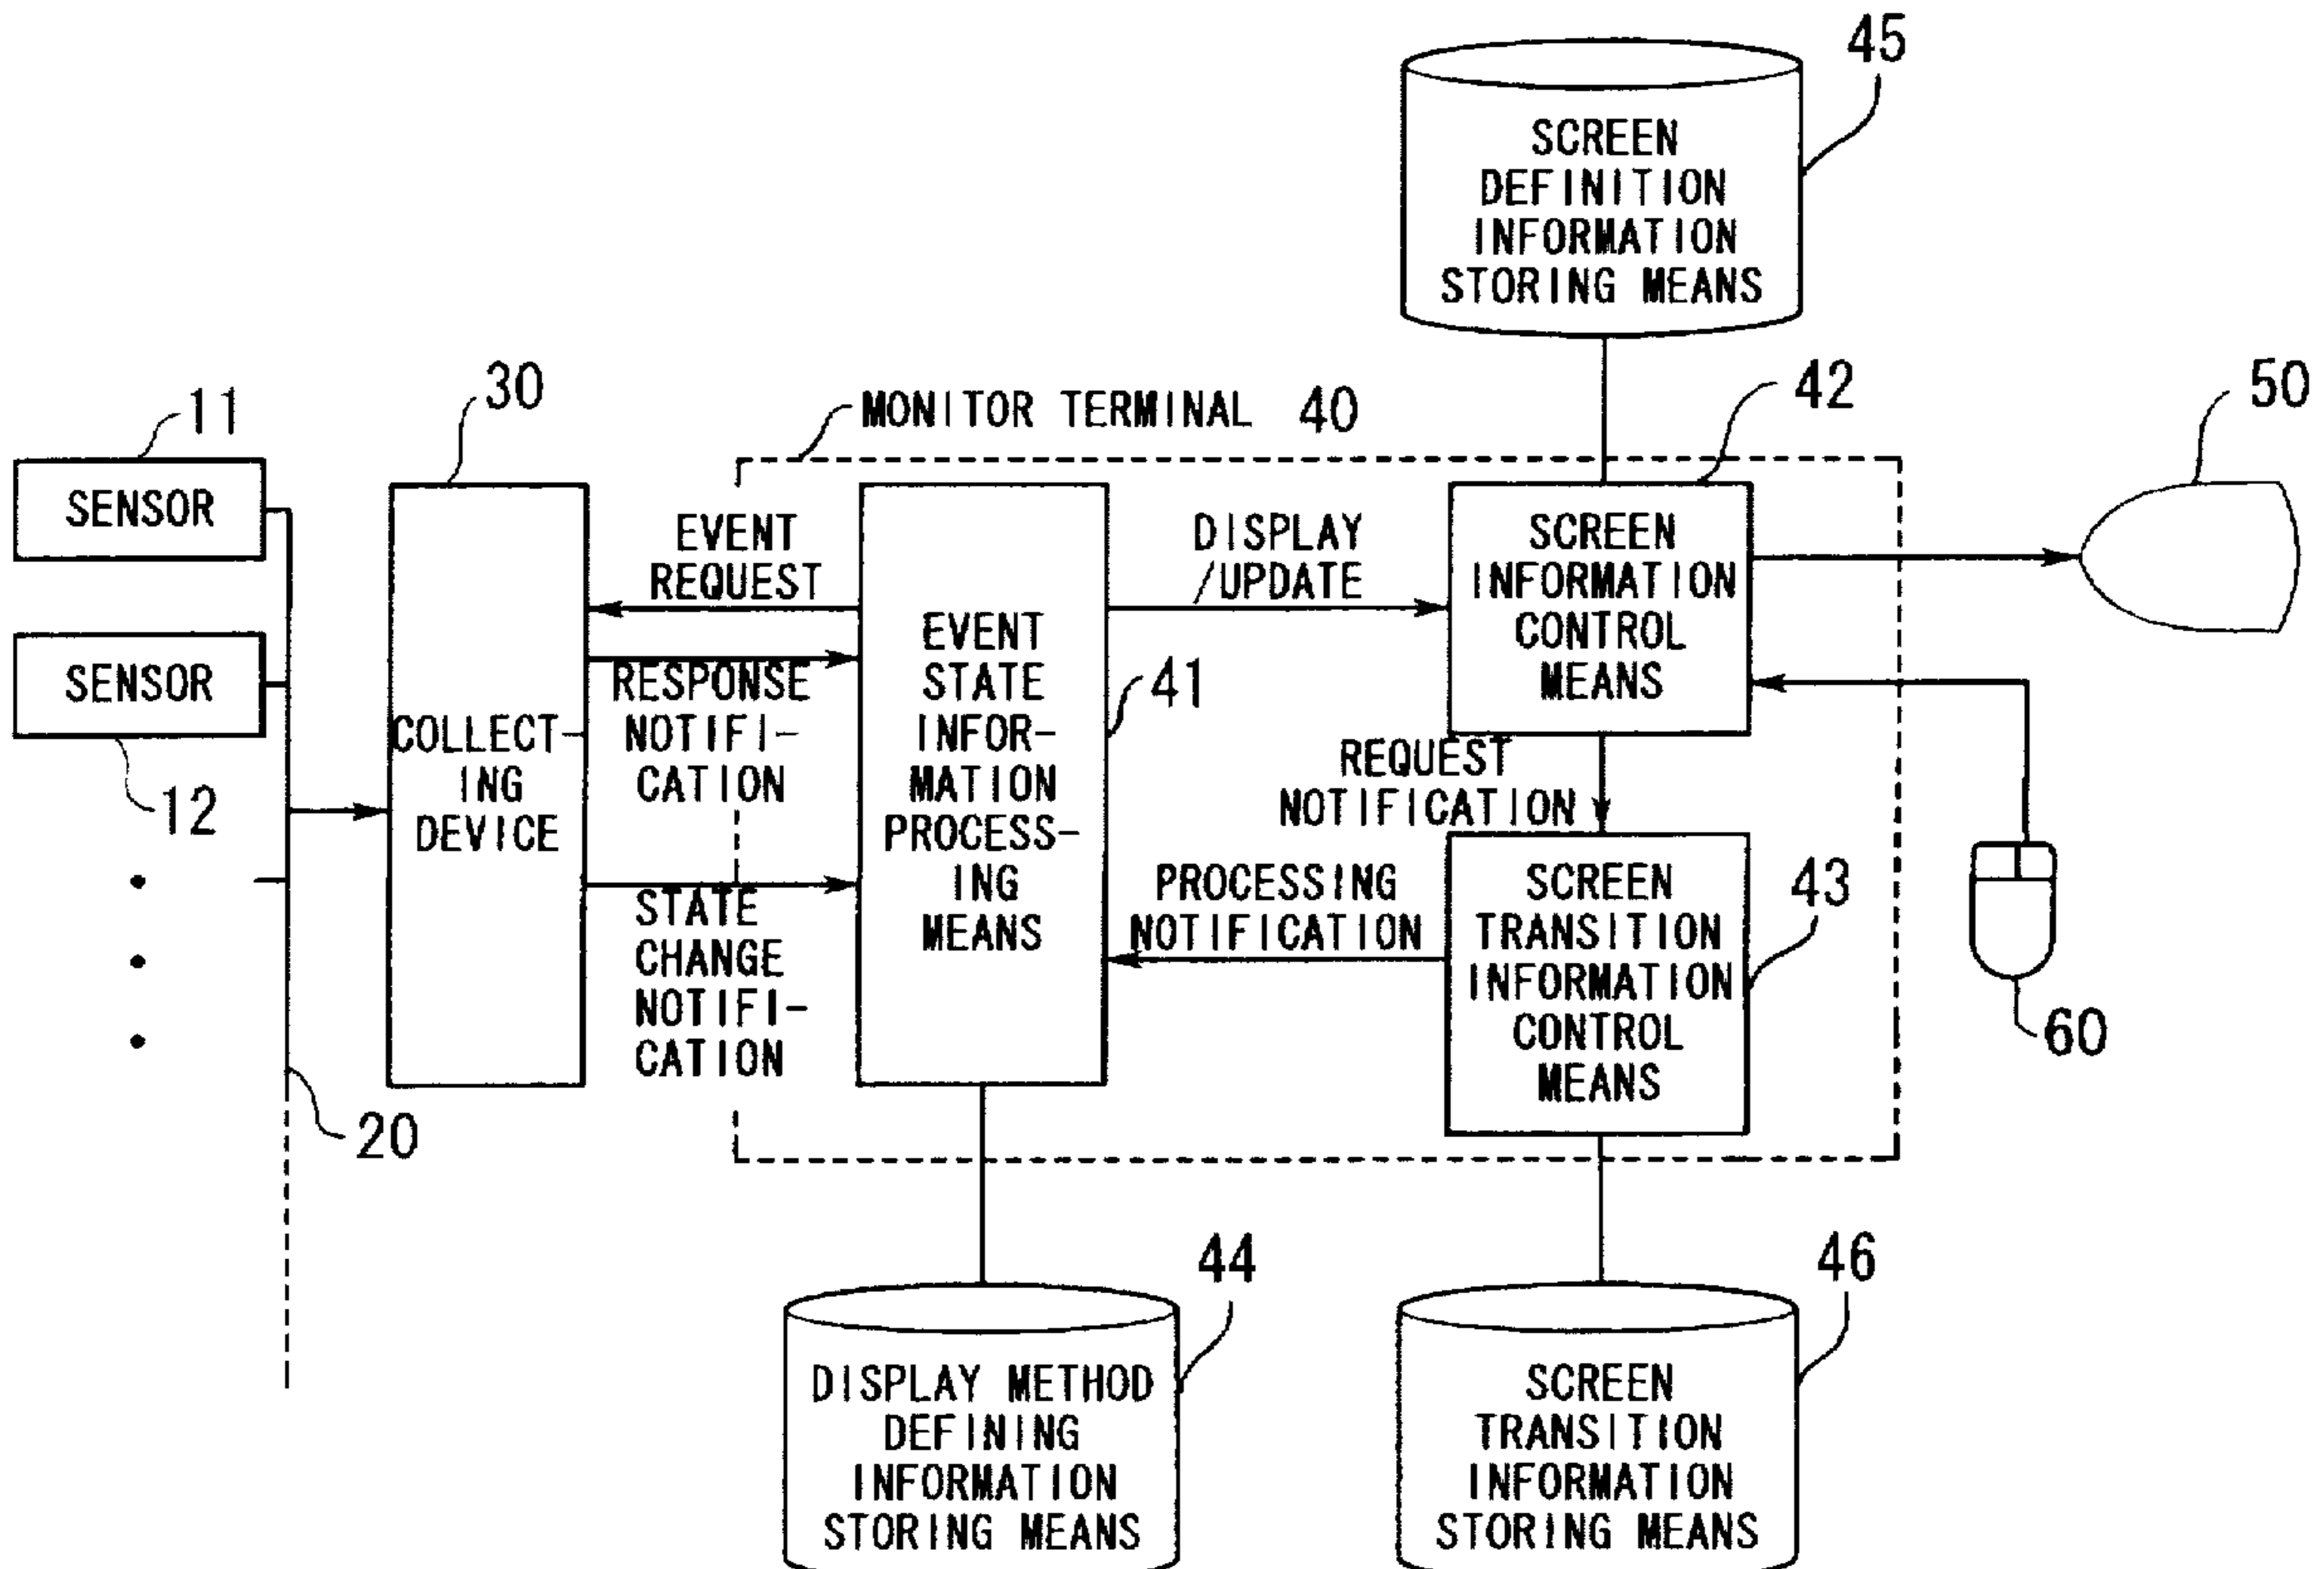 45
SCREEN
DEFINITION
INFORMATION
STORING MEANS
11
30
MONITOR TERMINAL 40
42
50
SENSOR
EVENT
REQUEST
DISPLAY
/UPDATE
SCREEN
INFORMATION
CONTROL
MEANS
SENSOR
12
COLLECT-
ING
DEVICE
RESPONSE
NOTIFI-
CATION
EVENT
STATE
INFOR-
MATION
PROCESS-
ING
MEANS
41
REQUEST
NOTIFICATION
STATE
CHANGE
NOTIFI-
CATION
PROCESSING
NOTIFICATION
SCREEN
TRANSITION
INFORMATION
CONTROL
MEANS
43
60
20
44
46
DISPLAY METHOD
DEFINING
INFORMATION
STORING MEANS
SCREEN
TRANSITION
INFORMATION
STORING MEANS